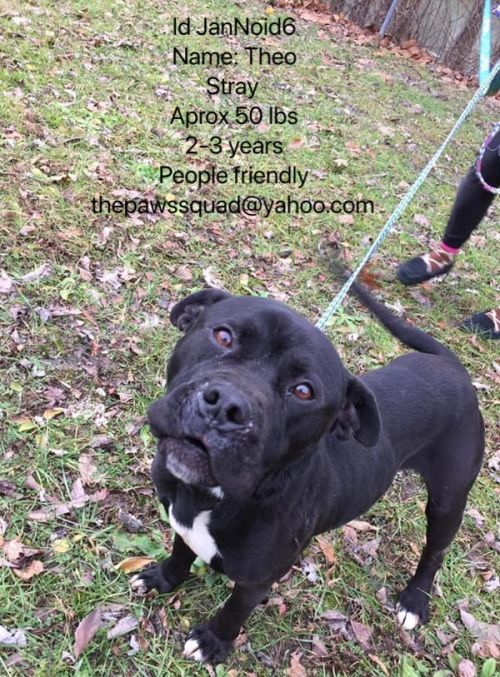 Id JanNoid6
Name: Theo
Stray
Aprox 50 lbs
2-3 years
People friendly
thepawssquad@yahoo.com